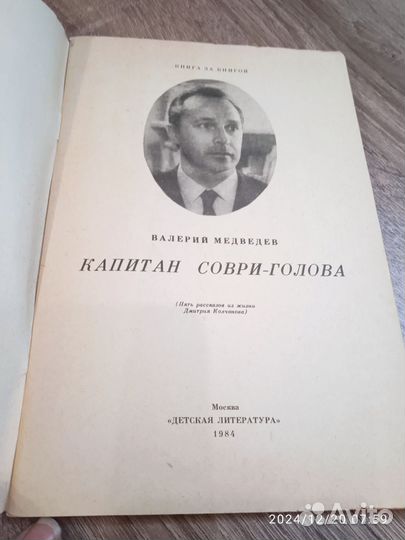 КНИГА ЗА КНИГОЙ
ВАЛЕРИЙ МЕДВЕДЕВ
КАПИТАН СОВРИ-ГОЛОВА
(Пять рассказов из жизни
Дмитрия Колчанова)
Москва
«ДЕТСКАЯ ЛИТЕРАТУРА»
1984
2024/12/20 07:59
Avito